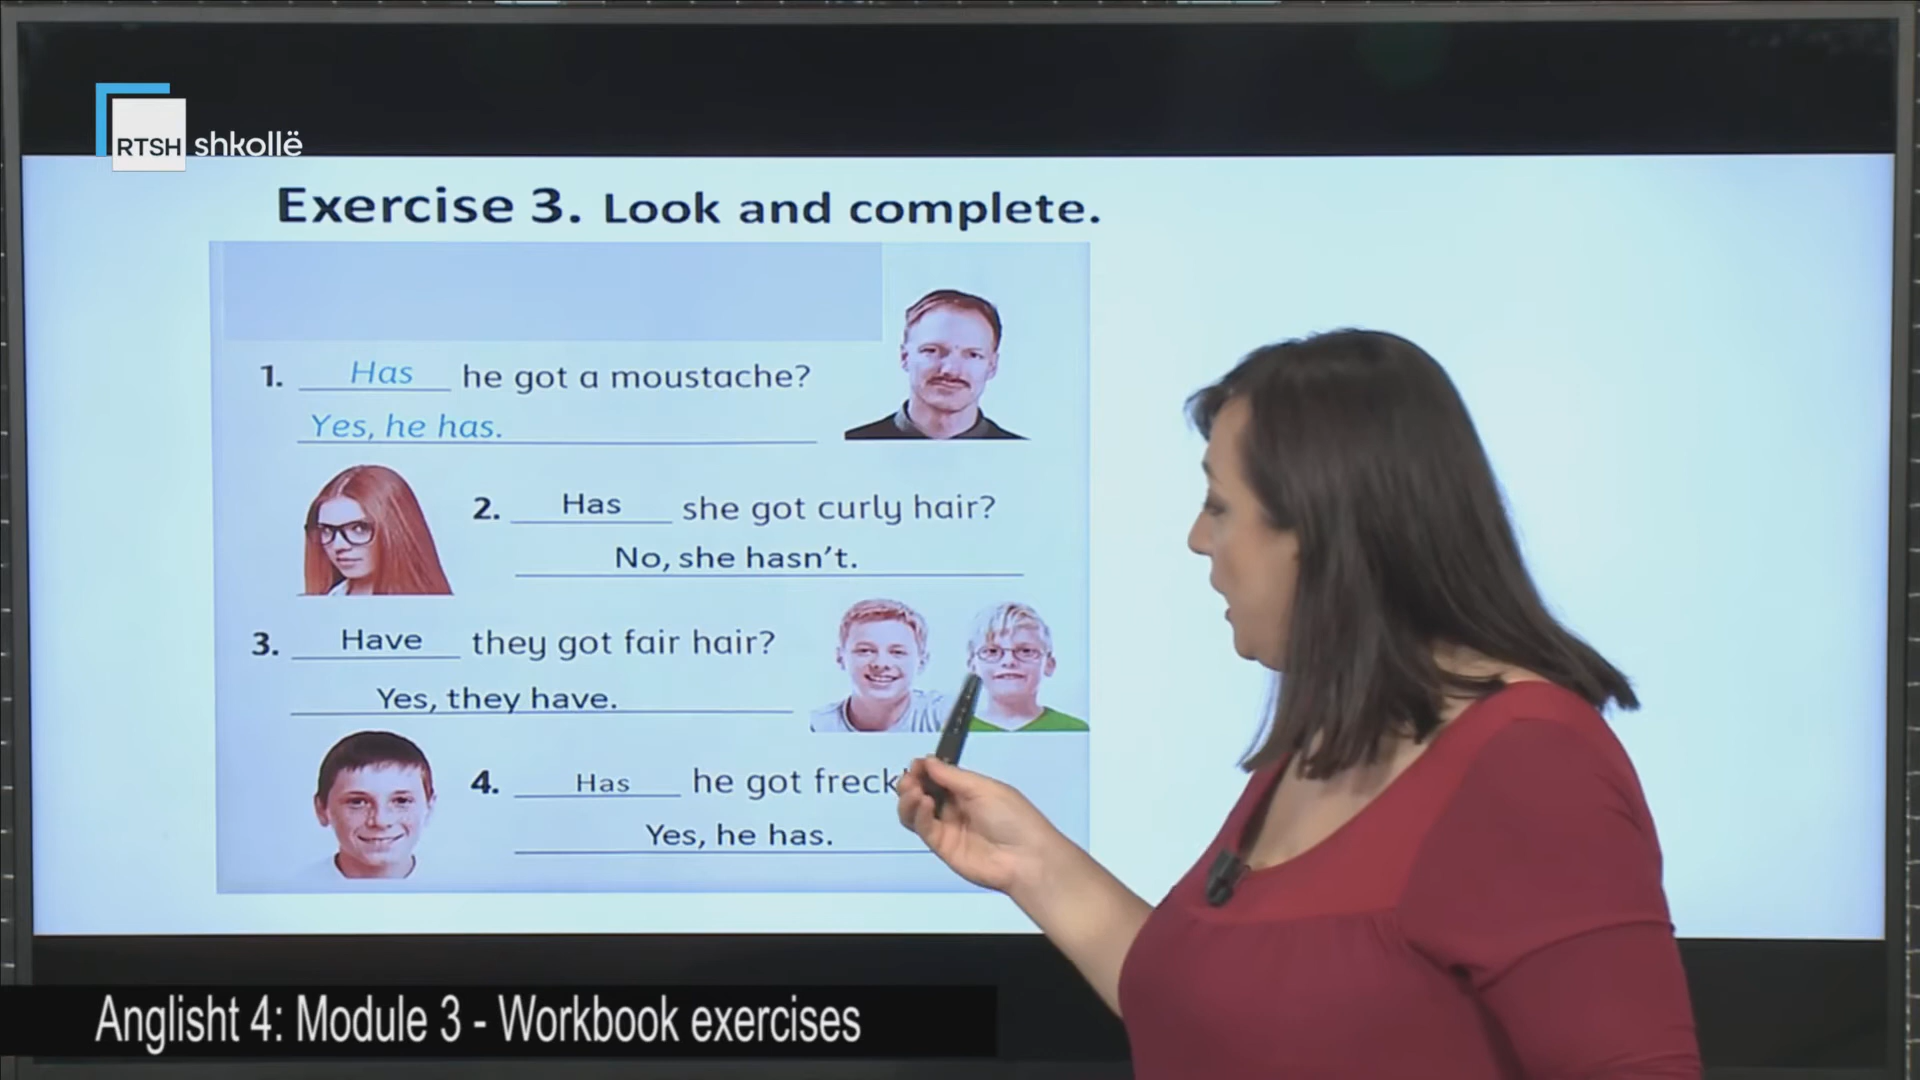 RTSH shkollë
Exercise 3. Look and complete.
1. Has he got a moustache?
Yes, he has.
2. Has she got curly hair?
No, she hasn't.
3. Have they got fair hair?
Yes, they have.
4. Has he got
Yes, he has.
Anglisht 4: Module 3 - Workbook exercises